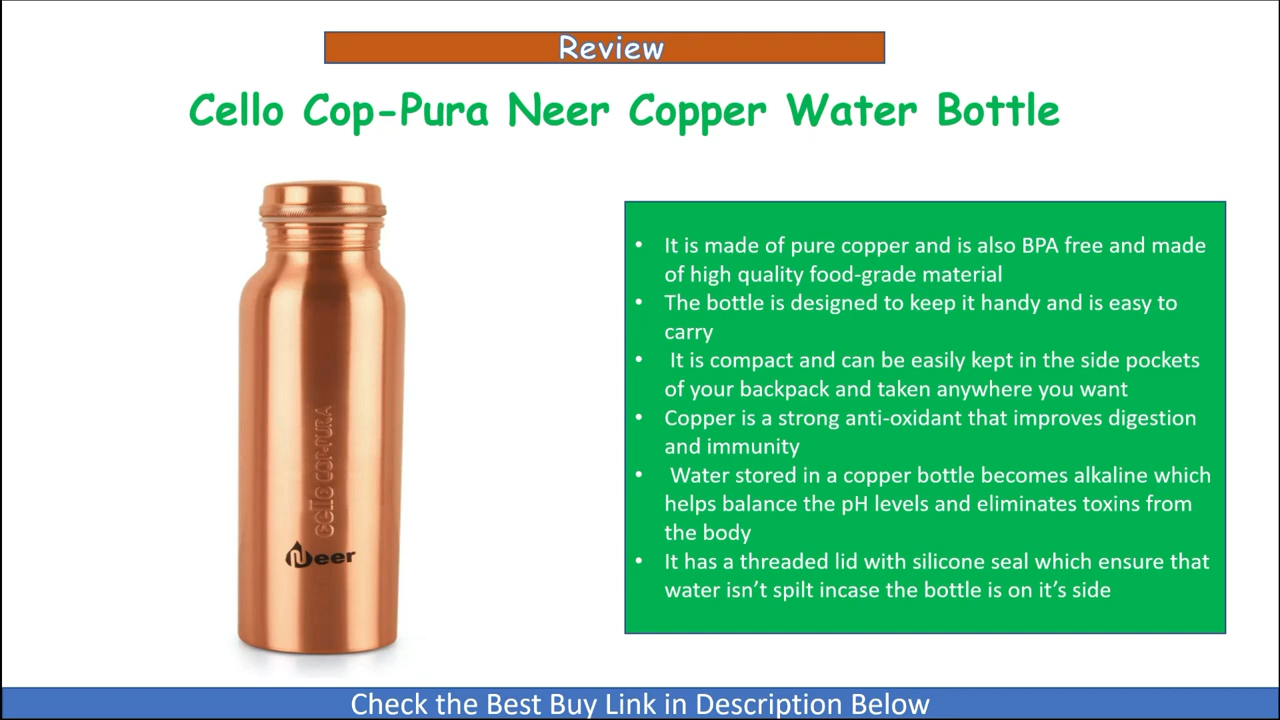 Review
Cello Cop-Pura Neer Copper Water Bottle
• It is made of pure copper and is also BPA free and made
of high quality food-grade material
• The bottle is designed to keep it handy and is easy to
carry
• It is compact and can be easily kept in the side pockets
of your backpack and taken anywhere you want
• Copper is a strong anti-oxidant that improves digestion
and immunity
• Water stored in a copper bottle becomes alkaline which
helps balance the pH levels and eliminates toxins from
the body
• It has a threaded lid with silicone seal which ensure that
water isn't spilt incase the bottle is on it's side
cello COP-PURA
Neer
Check the Best Buy Link in Description Below